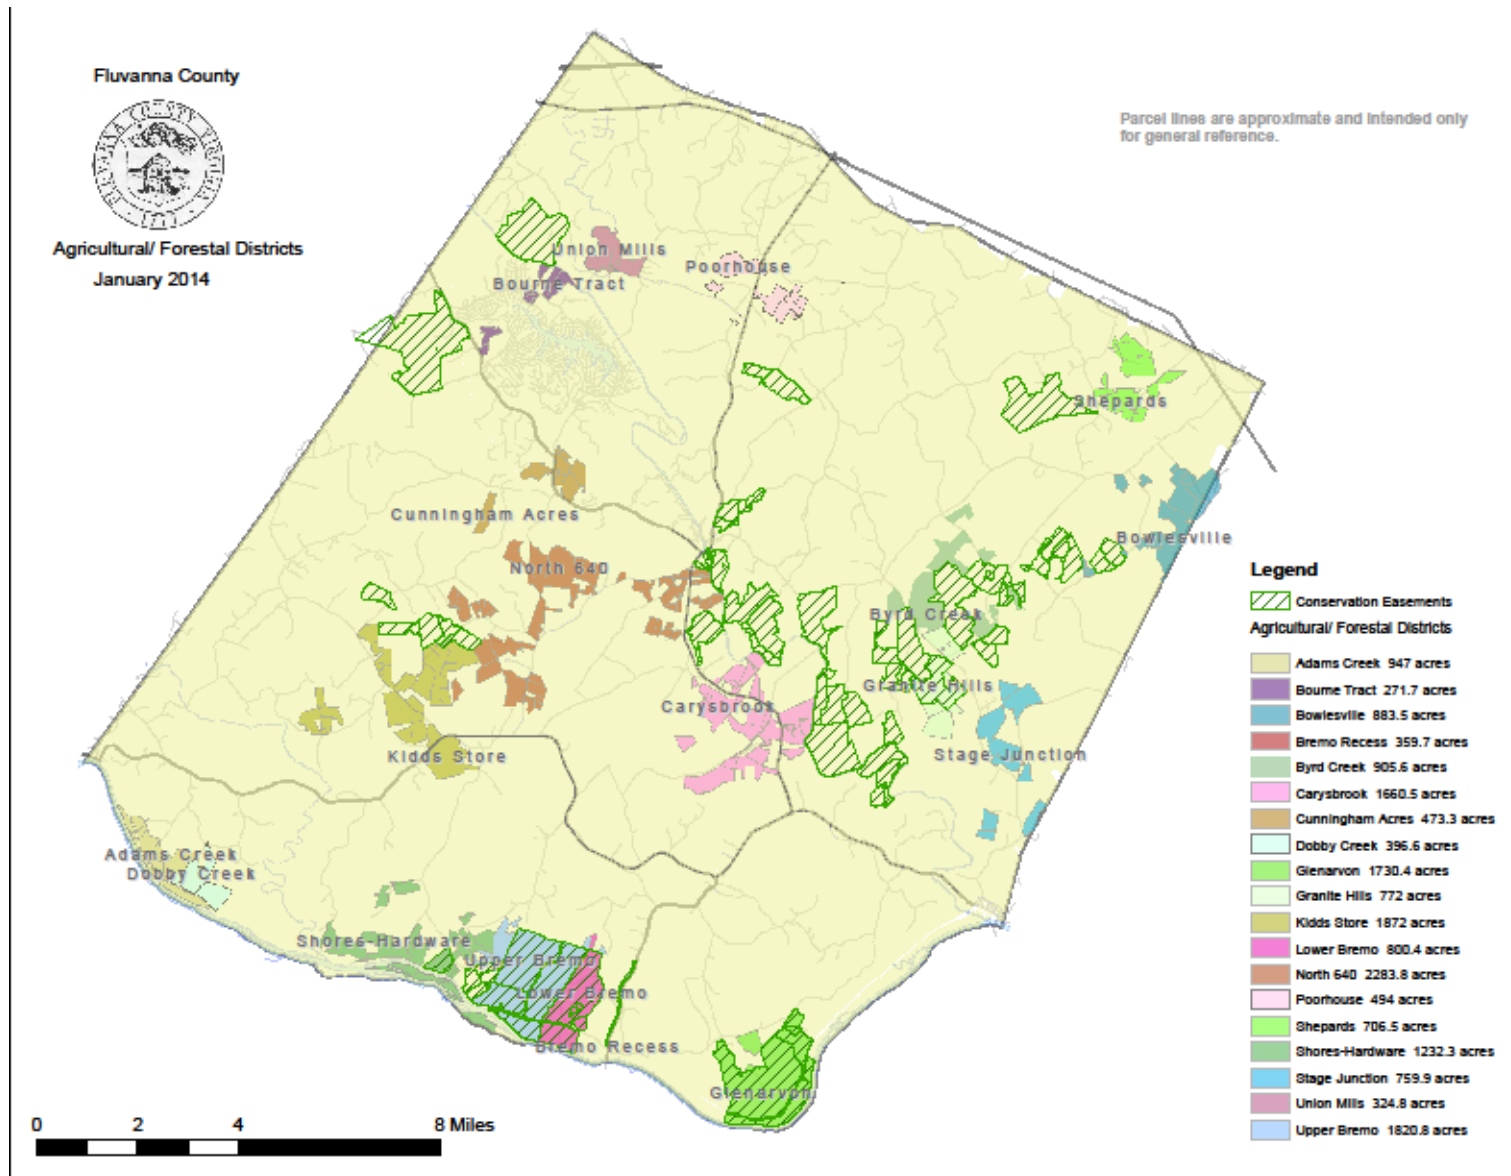 Fluvanna County
Agricultural/ Forestal Districts
January 2014
Parcel lines are approximate and intended only
for general reference.
Union Mills
Poorhouse
Bourne Tract
Shepards
Cunningham Acres
Bowlesville
North 640
Byrd Creek
Granite Hills
Carysbrook
Stage Junction
Kidds Store
Adams Creek
Dobby Creek
Shores-Hardware
Upper Bremo
Lower Bremo
Bremo Recess
Glenarvon
Legend
Conservation Easements
Agricultural/ Forestal Districts
Adams Creek 947 acres
Bourne Tract 271.7 acres
Bowlesville 883.5 acres
Bremo Recess 359.7 acres
Byrd Creek 905.6 acres
Carysbrook 1660.5 acres
Cunningham Acres 473.3 acres
Dobby Creek 396.6 acres
Glenarvon 1730.4 acres
Granite Hills 772 acres
Kidds Store 1872 acres
Lower Bremo 800.4 acres
North 640 2283.8 acres
Poorhouse 494 acres
Shepards 706.5 acres
Shores-Hardware 1232.3 acres
Stage Junction 759.9 acres
Union Mills 324.8 acres
Upper Bremo 1820.8 acres
0 2 4 8 Miles